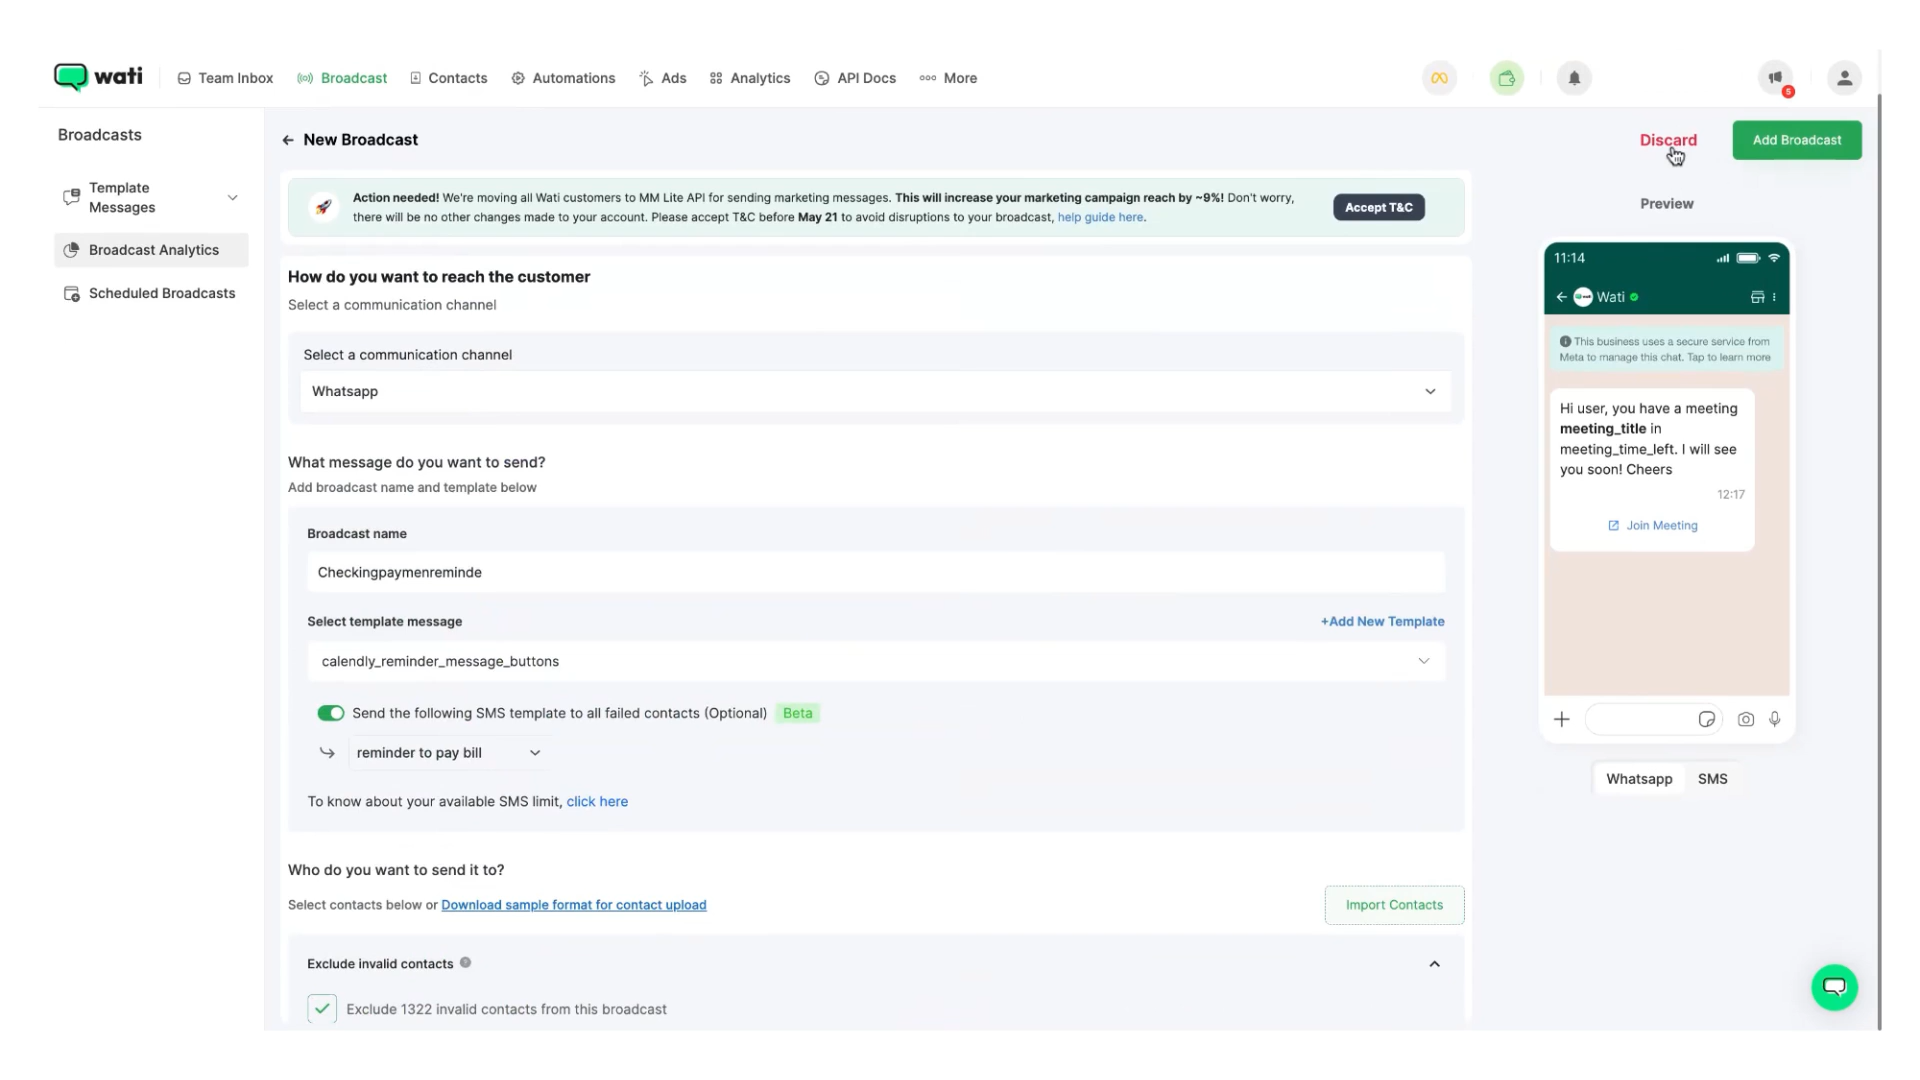 wati
Team Inbox
Broadcast
Contacts
Automations
Ads
Analytics
API Docs
More
5
Broadcasts
Template
Messages
Broadcast Analytics
Scheduled Broadcasts
New Broadcast
Discard
Add Broadcast
Action needed! We're moving all Wati customers to MM Lite API for sending marketing messages. This will increase your marketing campaign reach by ~9%! Don't worry,
there will be no other changes made to your account. Please accept T&C before May 21 to avoid disruptions to your broadcast, help guide here.
Accept T&C
How do you want to reach the customer
Select a communication channel
Select a communication channel
Whatsapp
What message do you want to send?
Add broadcast name and template below
Broadcast name
Checkingpaymenreminde
Select template message
+Add New Template
calendly_reminder_message_buttons
Send the following SMS template to all failed contacts (Optional)
Beta
reminder to pay bill
To know about your available SMS limit, click here
Who do you want to send it to?
Select contacts below or Download sample format for contact upload
Import Contacts
Exclude invalid contacts
Exclude 1322 invalid contacts from this broadcast
Preview
11:14
Wati
This business uses a secure service from
Meta to manage this chat. Tap to learn more
Hi user, you have a meeting
meeting_title in
meeting_time_left. I will see
you soon! Cheers
12:17
Join Meeting
Whatsapp
SMS